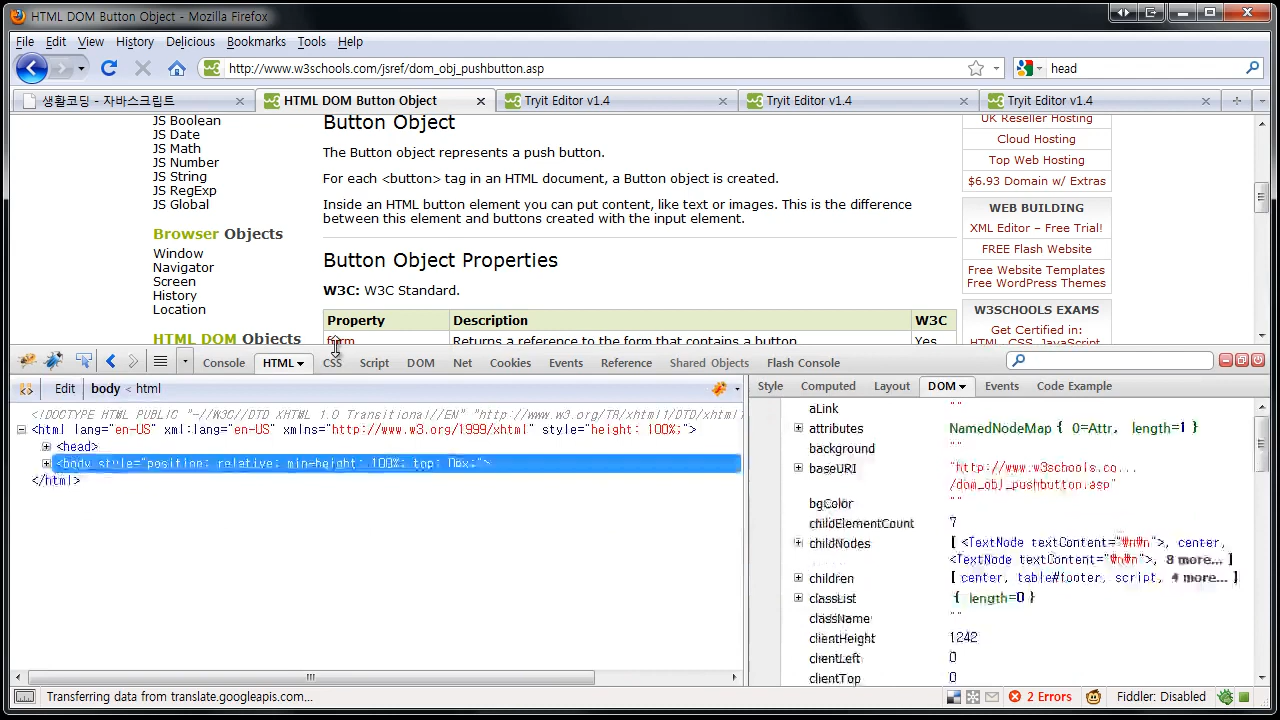 HTML DOM Button Object - Mozilla Firefox
File Edit View History Delicious Bookmarks Tools Help
http://www.w3schools.com/jsref/dom_obj_pushbutton.asp
head
생활코딩 - 자바스크립트
HTML DOM Button Object
Tryit Editor v1.4
Tryit Editor v1.4
Tryit Editor v1.4
JS Boolean
JS Date
JS Math
JS Number
JS String
JS RegExp
JS Global
Browser Objects
Window
Navigator
Screen
History
Location
HTML DOM Objects
Button Object
The Button object represents a push button.
For each <button> tag in an HTML document, a Button object is created.
Inside an HTML button element you can put content, like text or images. This is the difference
between this element and buttons created with the input element.
Button Object Properties
W3C: W3C Standard.
Property Description W3C
form Returns a reference to the form that contains a button Yes
UK Reseller Hosting
Cloud Hosting
Top Web Hosting
$6.93 Domain w/ Extras
WEB BUILDING
XML Editor – Free Trial!
FREE Flash Website
Free Website Templates
Free WordPress Themes
W3SCHOOLS EXAMS
Get Certified in:
HTML, CSS, JavaScript,
Console HTML CSS Script DOM Net Cookies Events Reference Shared Objects Flash Console
Edit body < html
<!DOCTYPE HTML PUBLIC "-//W3C//DTD XHTML 1.0 Transitional//EN" "http://www.w3.org/TR/xhtml1/DTD/xhtml
<html lang="en-US" xml:lang="en-US" xmlns="http://www.w3.org/1999/xhtml" style="height: 100%;">
<head>
<body style="position: relative; min-height: 100%; top: 0px;">
</html>
Style Computed Layout DOM Events Code Example
aLink ""
attributes NamedNodeMap { 0=Attr, length=1 }
background ""
baseURI "http://www.w3schools.co...
/dom_obj_pushbutton.asp"
bgColor ""
childElementCount 7
childNodes [ <TextNode textContent="₩n₩n">, center,
<TextNode textContent="₩n₩n">, 8 more... ]
children [ center, table#footer, script, 4 more... ]
classList { length=0 }
className ""
clientHeight 1242
clientLeft 0
clientTop 0
Transferring data from translate.googleapis.com...
2 Errors
Fiddler: Disabled